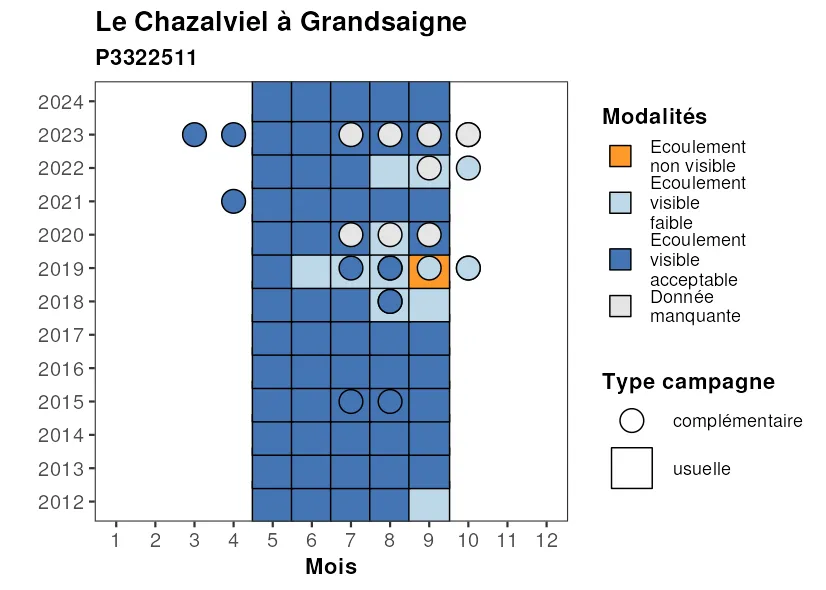 Le Chazalviel à Grandsaigne
P3322511
2024
2023
2022
2021
2020
2019
2018
2017
2016
2015
2014
2013
2012
1 2 3 4 5 6 7 8 9 10 11 12
Mois
Modalités
Ecoulement
non visible
Ecoulement
visible
faible
Ecoulement
visible
acceptable
Donnée
manquante
Type campagne
complémentaire
usuelle